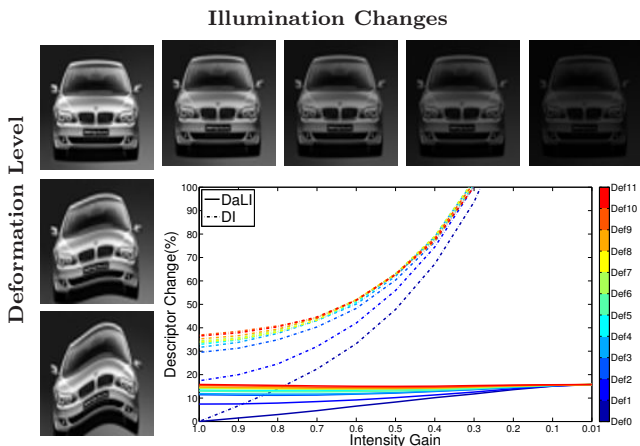 Illumination Changes
Deformation Level
100
90
80
70
60
50
40
30
20
10
0
Descriptor Change(%)
DaLI
DI
1.0 0.9 0.8 0.7 0.6 0.5 0.4 0.3 0.2 0.1 0.01
Intensity Gain
Def11
Def10
Def9
Def8
Def7
Def6
Def5
Def4
Def3
Def2
Def1
Def0